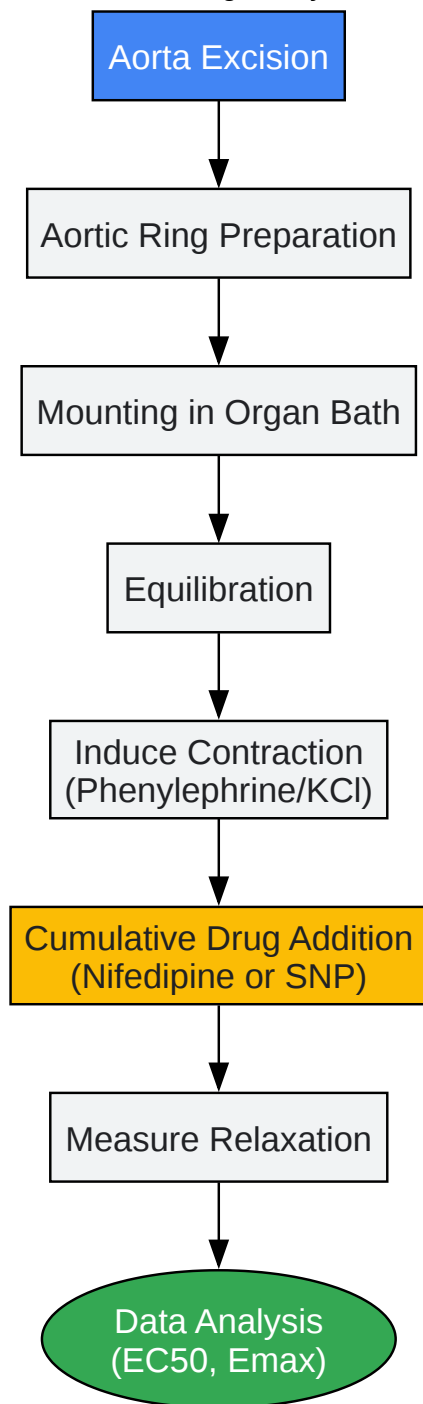 Aorta Excision
Aortic Ring Preparation
Mounting in Organ Bath
Equilibration
Induce Contraction
(Phenylephrine/KCl)
Cumulative Drug Addition
(Nifedipine or SNP)
Measure Relaxation
Data Analysis
(EC50, Emax)